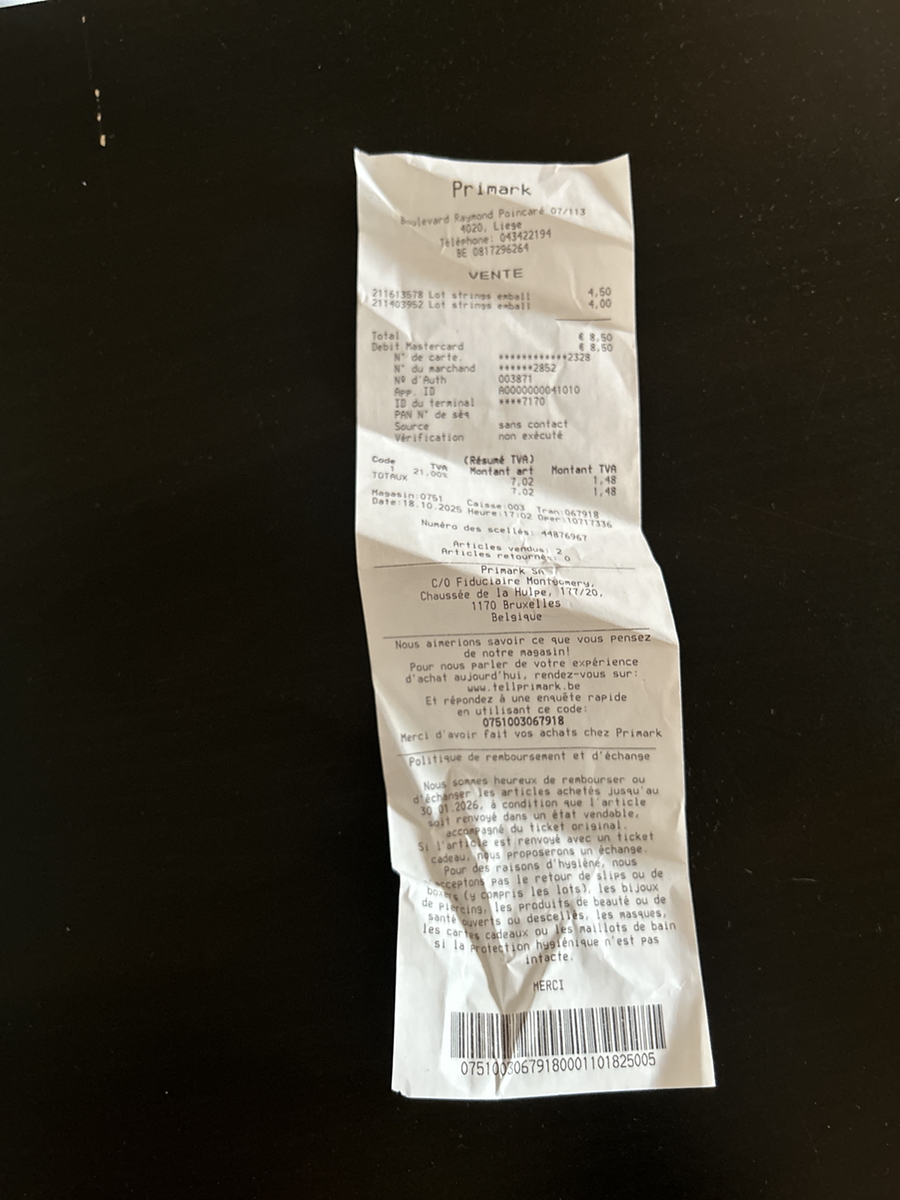 Primark
Boulevard Raymond Poincaré 07/113
4020, Liege
Téléphone: 043422194
BE 0817296264
VENTE
211613578 Lot strings emball 4,50
211403952 Lot strings emball 4,00
Total € 8,50
Debit Mastercard € 8,50
N° de carte. ************2328
N° du marchand ******2852
Nº d'Auth 003871
App. ID A0000000041010
ID du terminal ****7170
PAN N° de séq
Source sans contact
Vérification non exécuté
(Résumé TVA)
Code TVA Montant art Montant TVA
1 21,00% 7,02 1,48
TOTAUX 7,02 1,48
Magasin:0751 Caisse:003 Tran:067918
Date:18.10.2025 Heure:17:02 Oper:10717336
Numéro des scellés: 44876967
Articles vendus: 2
Articles retournés: 0
Primark SA
C/O Fiduciaire Montgomery,
Chaussée de la Hulpe, 177/20,
1170 Bruxelles
Belgique
Nous aimerions savoir ce que vous pensez
de notre magasin!
Pour nous parler de votre expérience
d'achat aujourd'hui, rendez-vous sur:
www.tellprimark.be
Et répondez à une enquête rapide
en utilisant ce code:
0751003067918
Merci d'avoir fait vos achats chez Primark
Politique de remboursement et d'échange
Nous sommes heureux de rembourser ou
d'échanger les articles achetés jusqu'au
30.01.2026, à condition que l'article
soit renvoyé dans un état vendable,
accompagné du ticket original.
Si l'article est renvoyé avec un ticket
cadeau, nous proposerons un échange.
Pour des raisons d'hygiène, nous
n'acceptons pas le retour de slips ou de
boxers (y compris les lots), les bijoux
de piercing, les produits de beauté ou de
santé ouverts ou descellés, les masques,
les cartes cadeaux ou les maillots de bain
si la protection hygiénique n'est pas
intacte.
MERCI
07510030679180001101825005